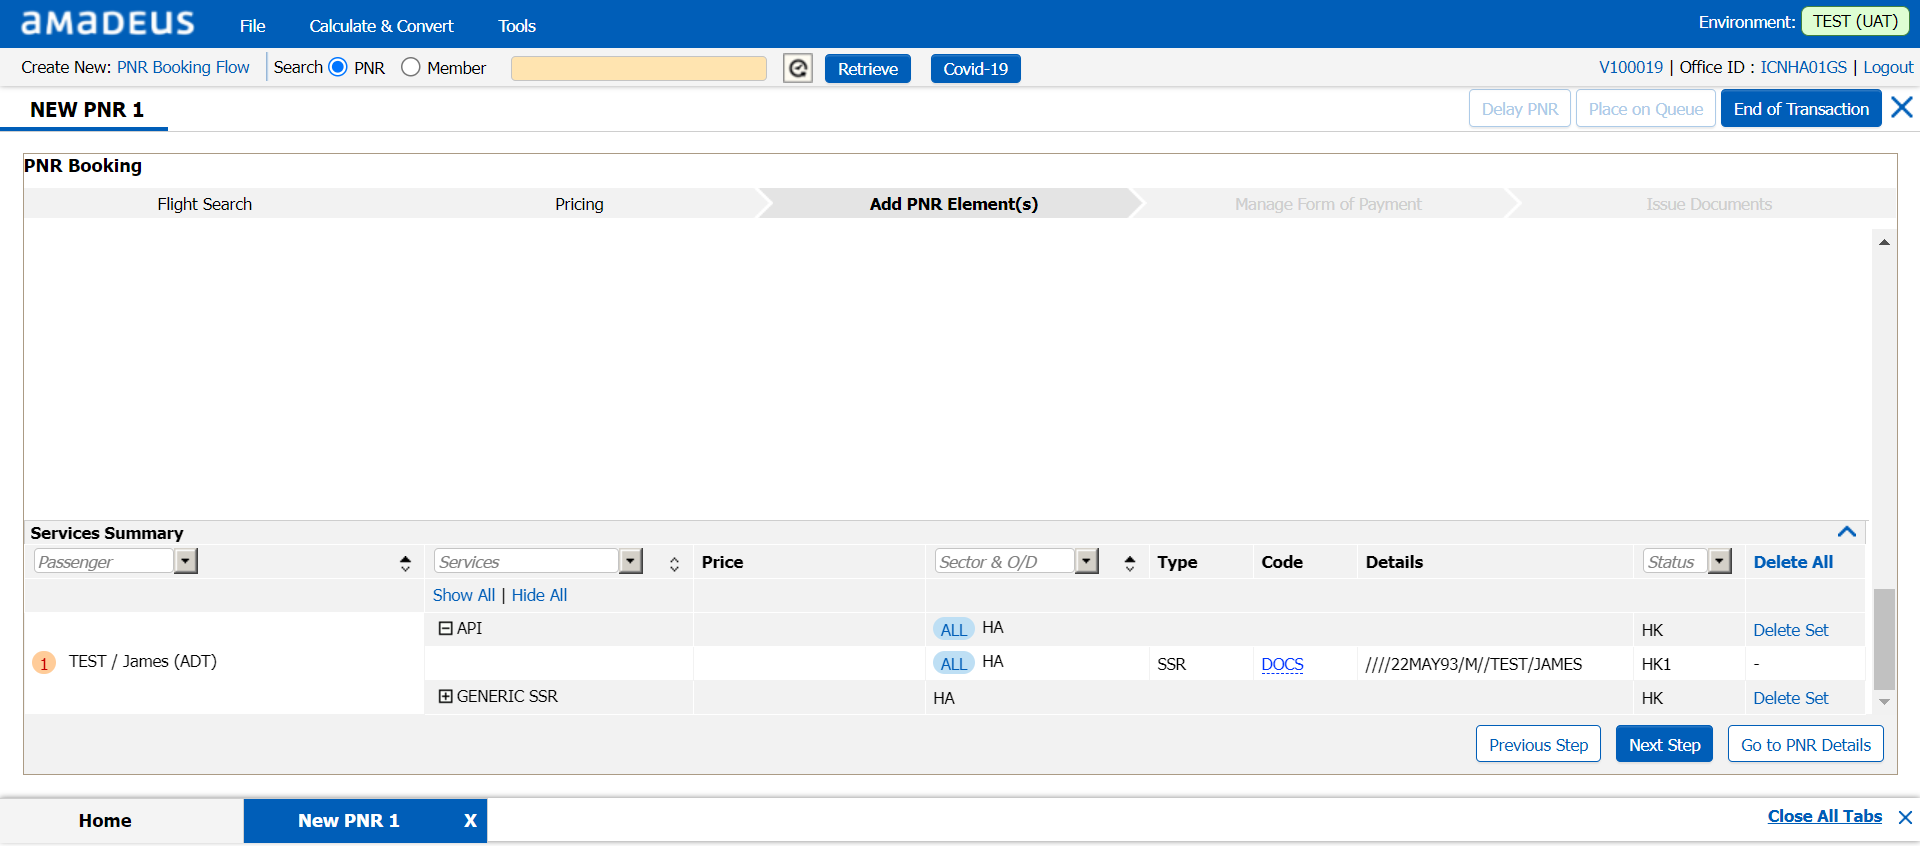 aMaDEUS File Calculate & Convert Tools Environment: TEST (UAT)
Create New: PNR Booking Flow Search PNR Member Retrieve Covid-19 V100019 | Office ID : ICNHA01GS | Logout
NEW PNR 1 Delay PNR Place on Queue End of Transaction
PNR Booking
Flight Search Pricing Add PNR Element(s) Manage Form of Payment Issue Documents
Services Summary
Passenger Services Price Sector & O/D Type Code Details Status Delete All
Show All | Hide All
API ALL HA HK Delete Set
1 TEST / James (ADT) ALL HA SSR DOCS ////22MAY93/M//TEST/JAMES HK1 -
GENERIC SSR HA HK Delete Set
Previous Step Next Step Go to PNR Details
Home New PNR 1 X Close All Tabs